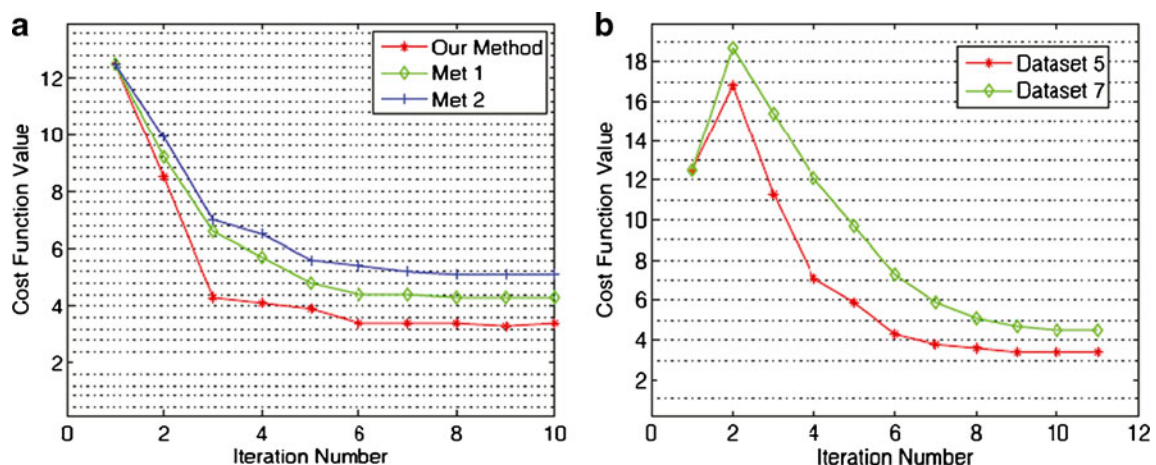 a
Our Method
Met 1
Met 2
12
10
8
6
4
2
0
2
4
6
8
10
Cost Function Value
Iteration Number
b
Dataset 5
Dataset 7
18
16
14
12
10
8
6
4
2
0
2
4
6
8
10
12
Cost Function Value
Iteration Number